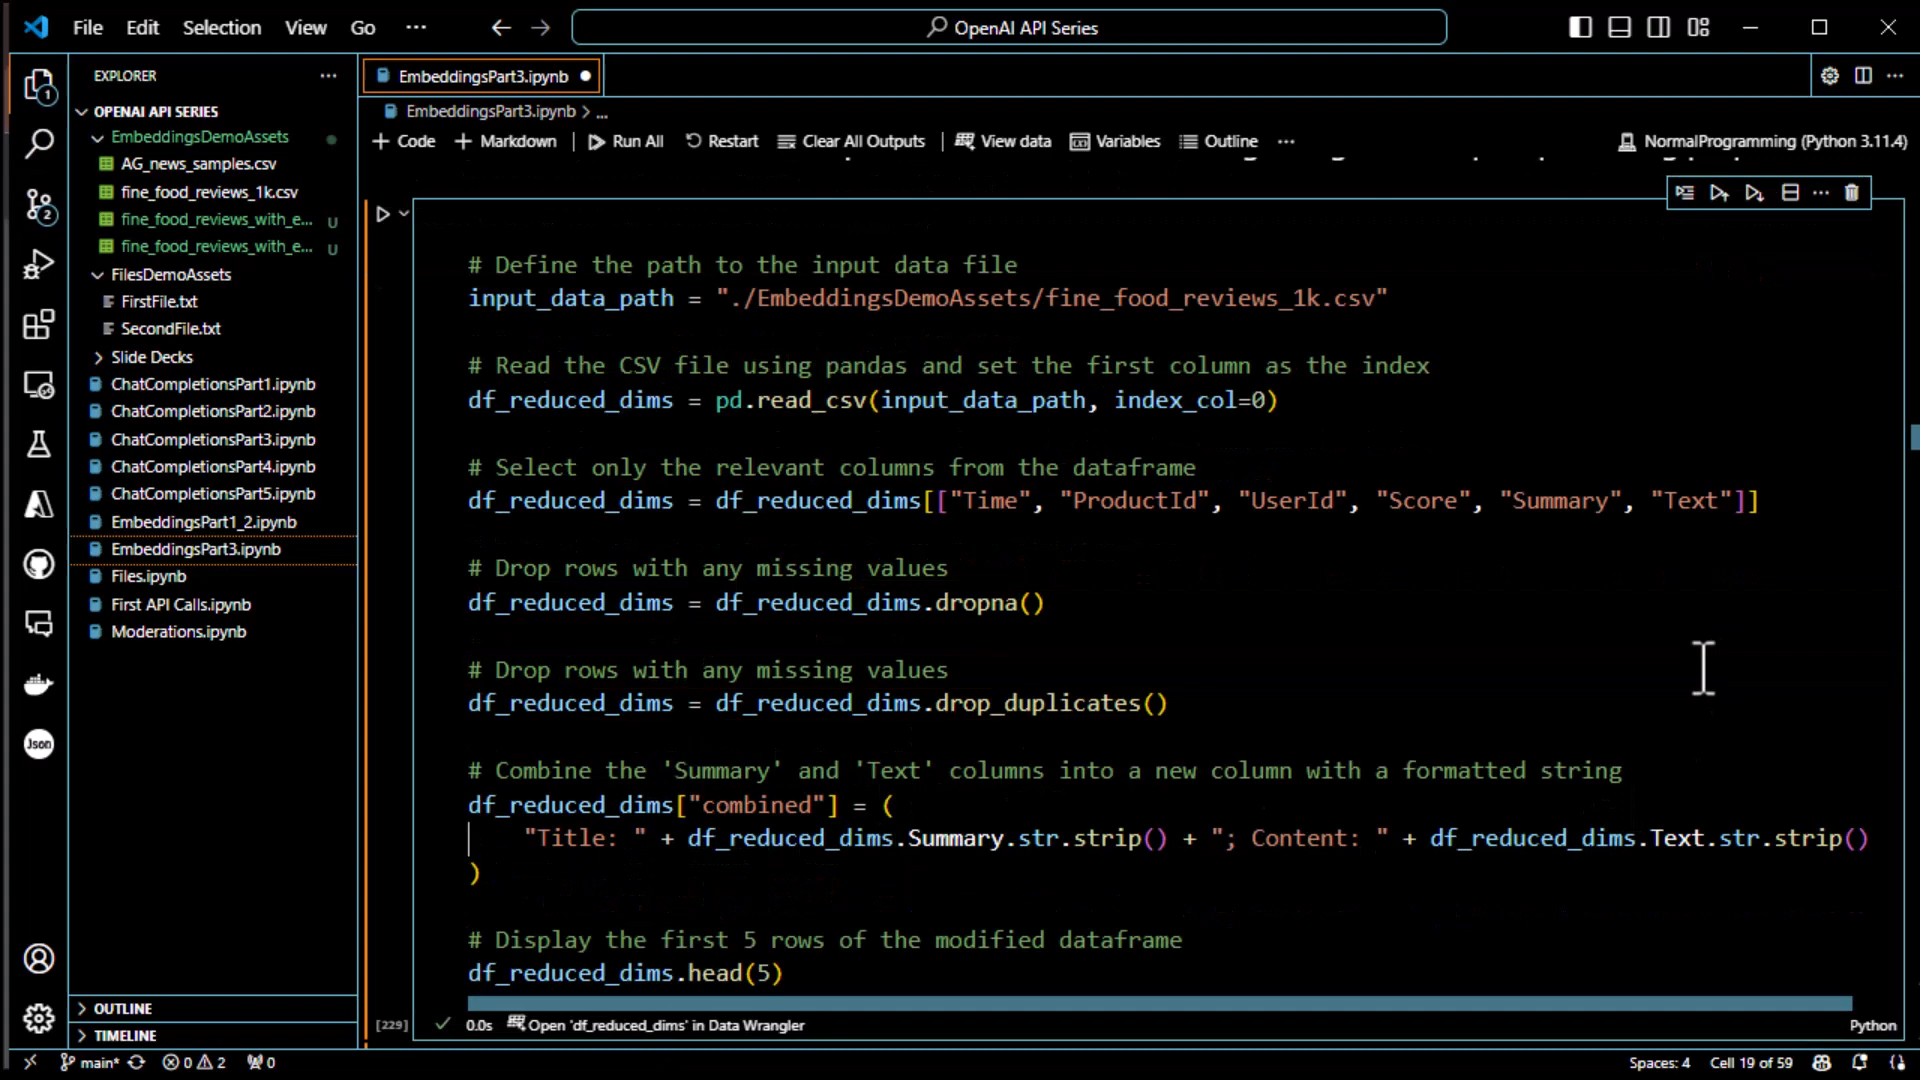 File Edit Selection View Go ··· OpenAI API Series
EXPLORER ···
OPENAI API SERIES
EmbeddingsDemoAssets
AG_news_samples.csv
fine_food_reviews_1k.csv
fine_food_reviews_with_e... U
fine_food_reviews_with_e... U
FilesDemoAssets
FirstFile.txt
SecondFile.txt
Slide Decks
ChatCompletionsPart1.ipynb
ChatCompletionsPart2.ipynb
ChatCompletionsPart3.ipynb
ChatCompletionsPart4.ipynb
ChatCompletionsPart5.ipynb
EmbeddingsPart1_2.ipynb
EmbeddingsPart3.ipynb
Files.ipynb
First API Calls.ipynb
Moderations.ipynb
OUTLINE
TIMELINE
1
2
Json
EmbeddingsPart3.ipynb
EmbeddingsPart3.ipynb > ...
+ Code + Markdown Run All Restart Clear All Outputs View data Variables Outline ··· NormalProgramming (Python 3.11.4)
# Define the path to the input data file
input_data_path = "./EmbeddingsDemoAssets/fine_food_reviews_1k.csv"
# Read the CSV file using pandas and set the first column as the index
df_reduced_dims = pd.read_csv(input_data_path, index_col=0)
# Select only the relevant columns from the dataframe
df_reduced_dims = df_reduced_dims[["Time", "ProductId", "UserId", "Score", "Summary", "Text"]]
# Drop rows with any missing values
df_reduced_dims = df_reduced_dims.dropna()
# Drop rows with any missing values
df_reduced_dims = df_reduced_dims.drop_duplicates()
# Combine the 'Summary' and 'Text' columns into a new column with a formatted string
df_reduced_dims["combined"] = (
"Title: " + df_reduced_dims.Summary.str.strip() + "; Content: " + df_reduced_dims.Text.str.strip()
)
# Display the first 5 rows of the modified dataframe
df_reduced_dims.head(5)
[229] 0.0s Open 'df_reduced_dims' in Data Wrangler Python
main* 0 2 0 Spaces: 4 Cell 19 of 59